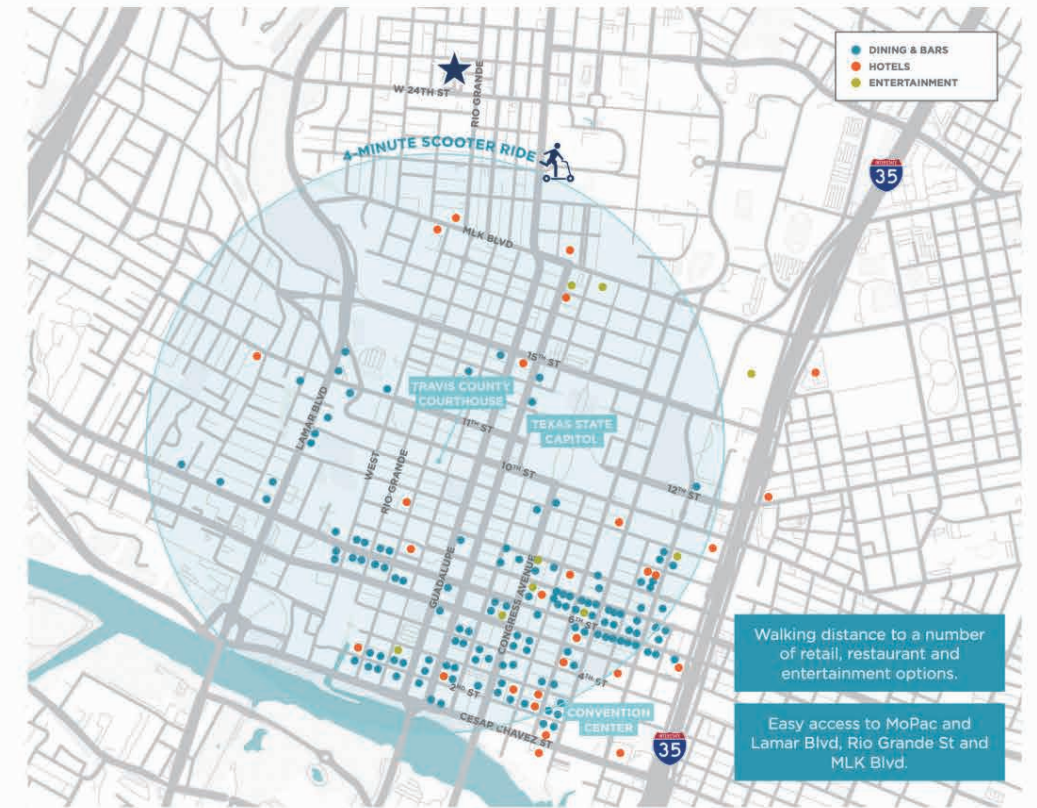 DINING & BARS
HOTELS
ENTERTAINMENT
W 24TH ST
RIO GRANDE
4-MINUTE SCOOTER RIDE
35
MLK BLVD
15TH ST
TRAVIS COUNTY
COURTHOUSE
LAMAR BLVD
11TH ST
TEXAS STATE
CAPITOL
WEST
RIO GRANDE
10TH ST
12TH ST
GUADALUPE
CONGRESS AVENUE
6TH ST
4TH ST
2ND ST
CESAR CHAVEZ ST
CONVENTION
CENTER
35
Walking distance to a number
of retail, restaurant and
entertainment options.
Easy access to MoPac and
Lamar Blvd, Rio Grande St and
MLK Blvd.